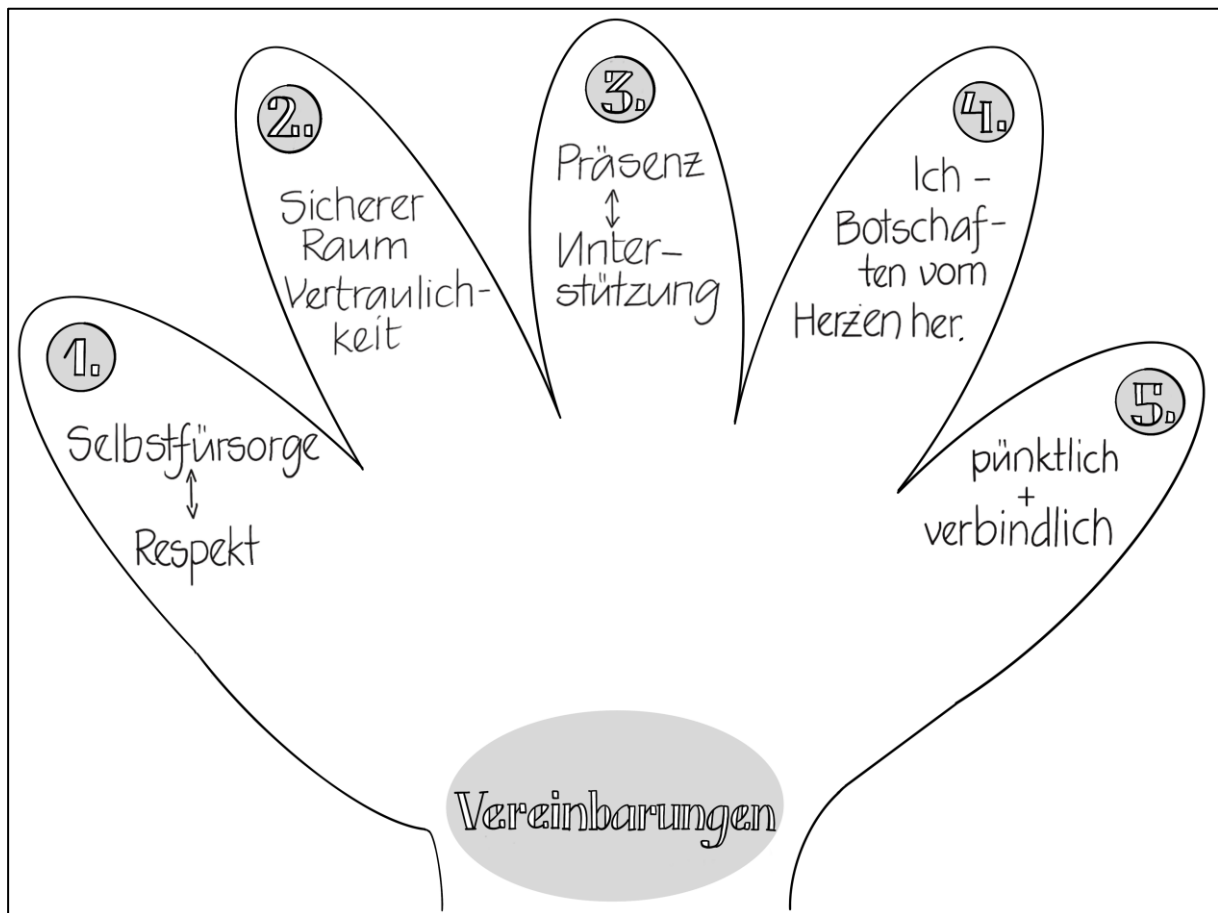 1.
Selbstfürsorge
↕
Respekt
2..
Sicherer
Raum
Vertraulich-
keit
3.
Präsenz
↕
Unter-
stützung
4.
Ich -
Botschaf-
ten vom
Herzen her.
5.
pünktlich
+
verbindlich
Vereinbarungen